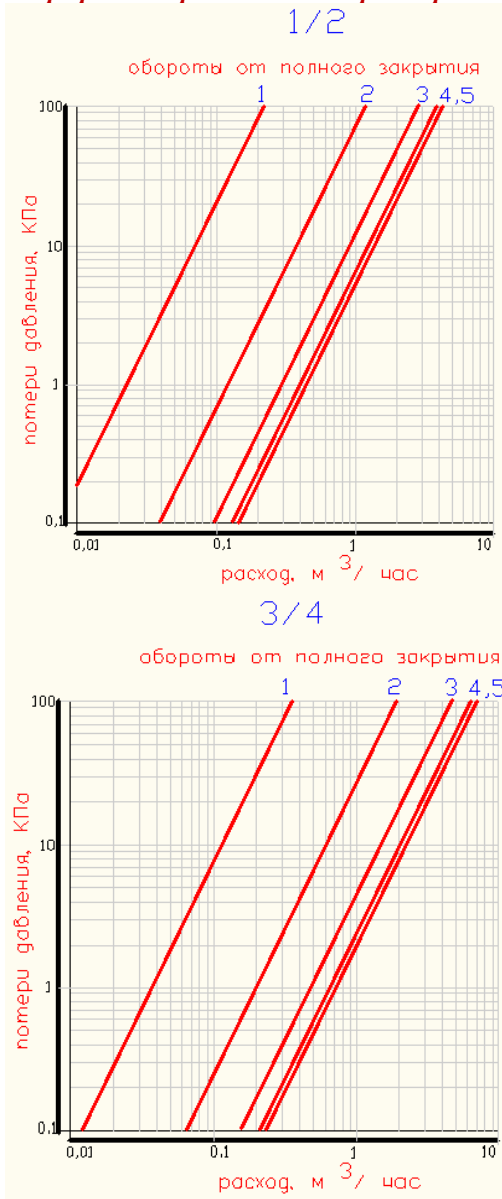 1/2
обороты от полного закрытия
1 2 3 4,5
100
10
1
0,1
потери давления, КПа
0,01 0,1 1 10
расход, м 3/ час
3/4
обороты от полного закрытия
1 2 3 4,5
100
10
1
0.1
потери давления, КПа
0,01 0.1 1 10
расход, м 3/ час